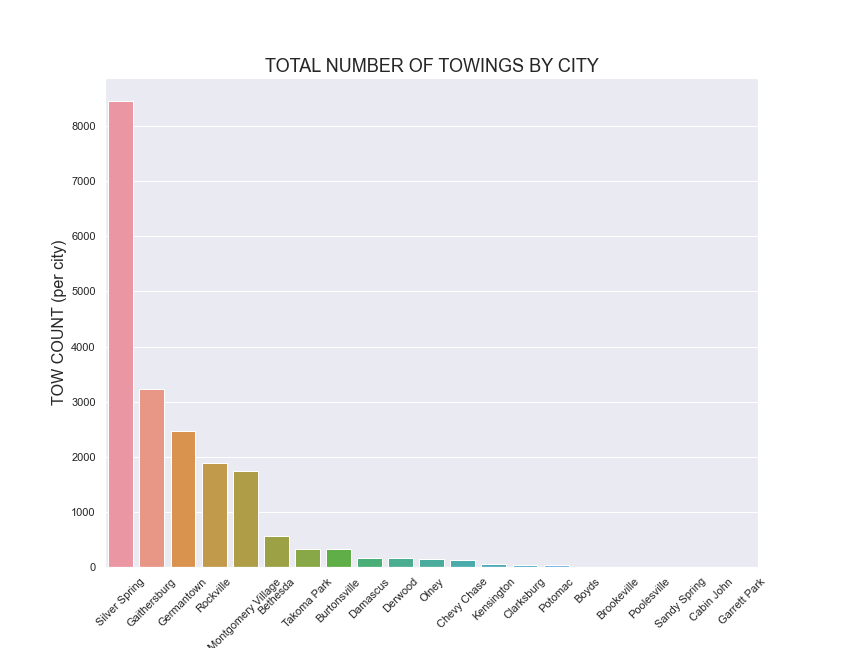 TOTAL NUMBER OF TOWINGS BY CITY
TOW COUNT (per city)
8000
7000
6000
5000
4000
3000
2000
1000
0
Silver Spring
Gaithersburg
Germantown
Rockville
Montgomery Village
Bethesda
Takoma Park
Burtonsville
Damascus
Derwood
Olney
Chevy Chase
Kensington
Clarksburg
Potomac
Boyds
Brookeville
Poolesville
Sandy Spring
Cabin John
Garrett Park